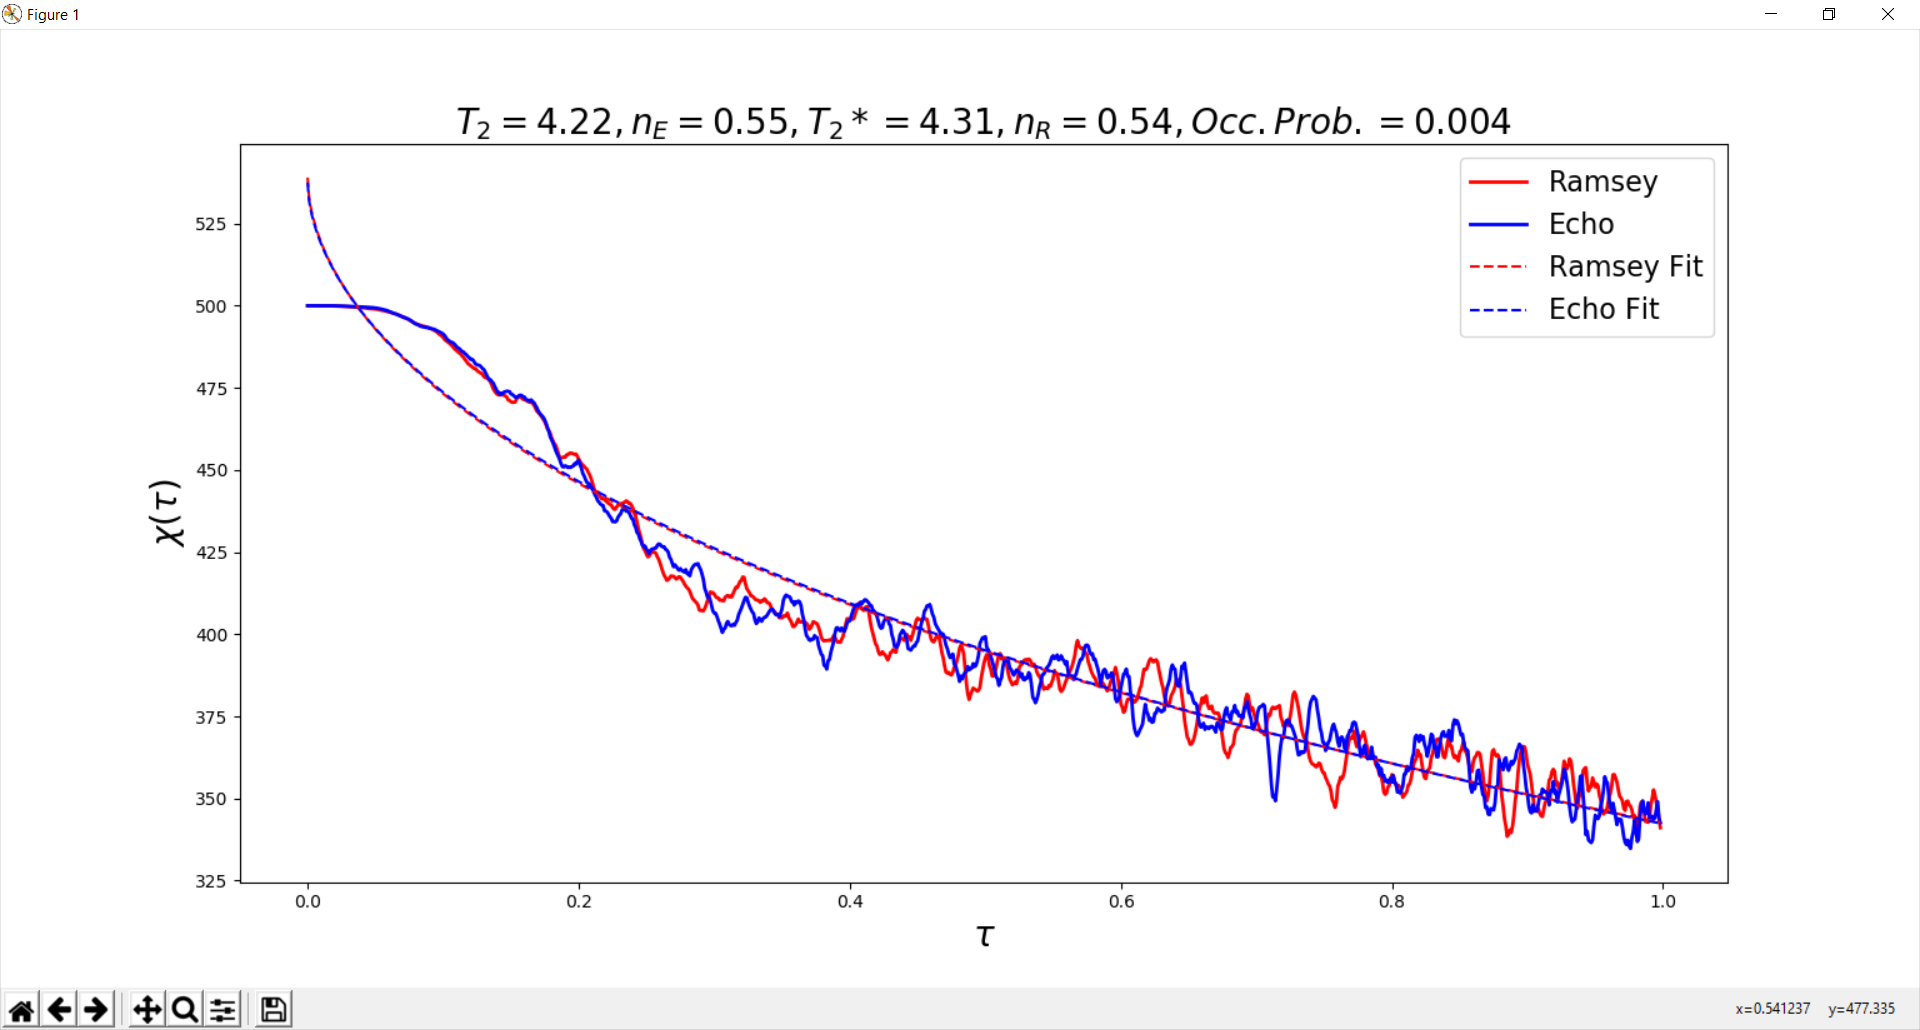 Figure 1
T₂ = 4.22, n_E = 0.55, T₂* = 4.31, n_R = 0.54, Occ. Prob. = 0.004
Ramsey
Echo
Ramsey Fit
Echo Fit
525
500
475
450
425
400
375
350
325
χ(τ)
0.0 0.2 0.4 0.6 0.8 1.0
τ
x=0.541237 y=477.335